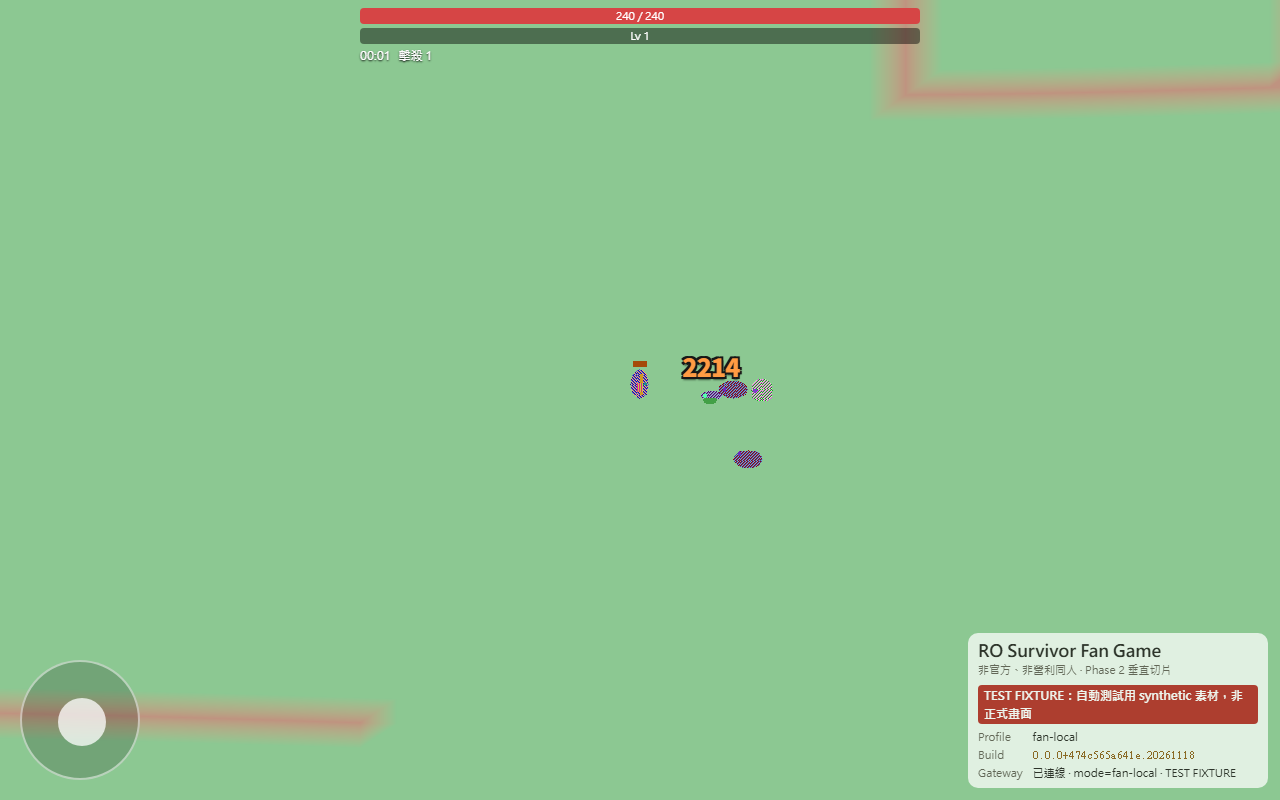 240 / 240
Lv 1
00:01 擊殺 1
2214
RO Survivor Fan Game
非官方、非營利同人 · Phase 2 垂直切片
TEST FIXTURE：自動測試用 synthetic 素材，非
正式畫面
Profile fan-local
Build 0.0.0+474c565a641e.20261118
Gateway 已連線 · mode=fan-local · TEST FIXTURE